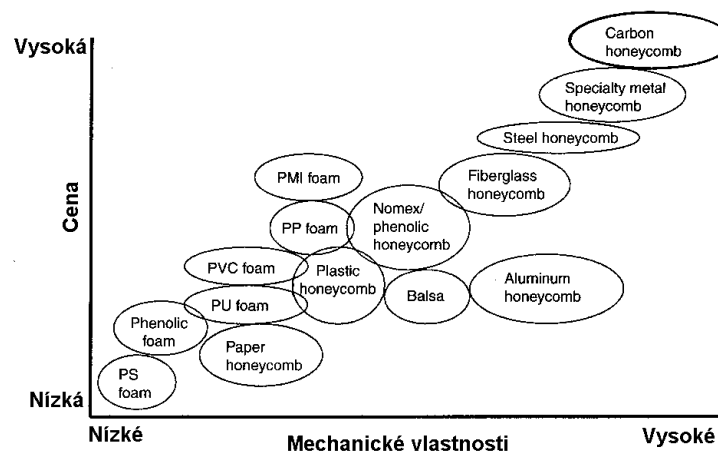 Carbon
honeycomb
Vysoká
Specialty metal
honeycomb
Steel honeycomb
PMI foam
Fiberglass
honeycomb
Nomex/
phenolic
honeycomb
PP foam
Cena
PVC foam
Plastic
honeycomb
Aluminum
honeycomb
Balsa
PU foam
Phenolic
foam
Paper
honeycomb
PS
foam
Nízká
Nízké
Mechanické vlastnosti
Vysoké